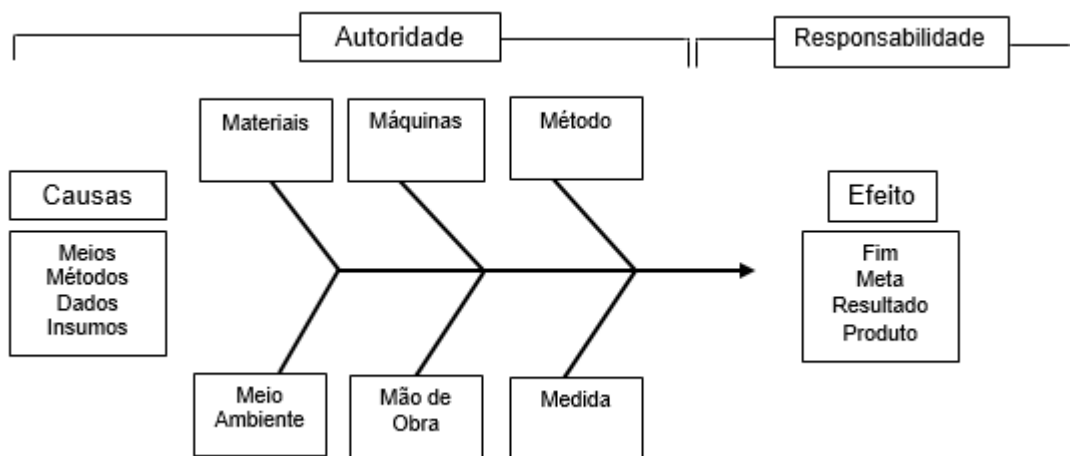 Autoridade
Responsabilidade
Materiais
Máquinas
Método
Causas
Efeito
Meios
Métodos
Dados
Insumos
Fim
Meta
Resultado
Produto
Meio
Ambiente
Mão de
Obra
Medida